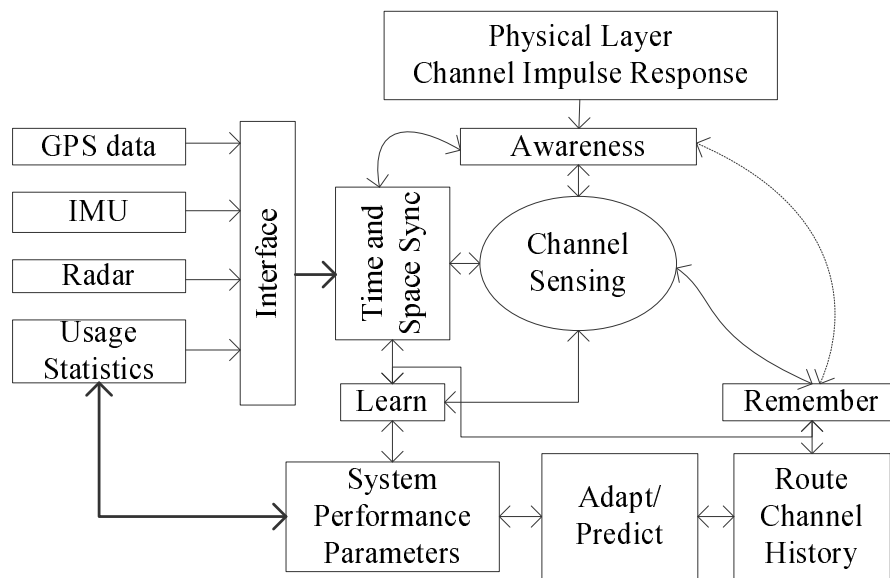 Physical Layer
Channel Impulse Response
GPS data
Awareness
IMU
Interface
Time and
Space Sync
Channel
Sensing
Radar
Usage
Statistics
Learn
Remember
System
Performance
Parameters
Adapt/
Predict
Route
Channel
History